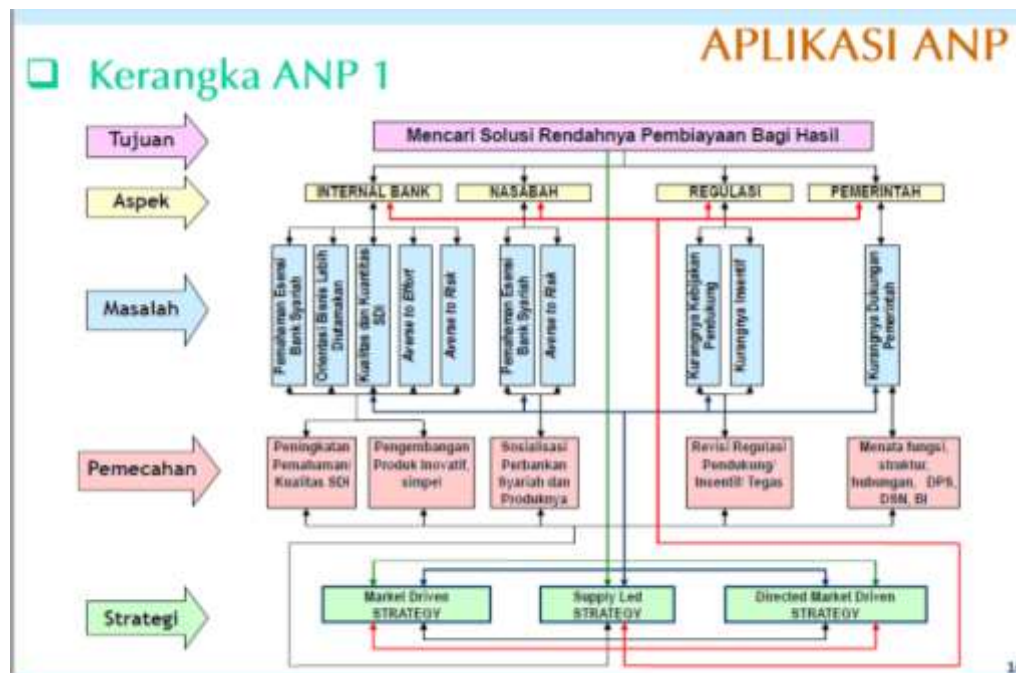 APLIKASI ANP
Kerangka ANP 1
Tujuan
Mencari Solusi Rendahnya Pembiayaan Bagi Hasil
Aspek
INTERNAL BANK
NASABAH
REGULASI
PEMERINTAH
Masalah
Pemahaman Esensi
Bank Syariah
Orientasi Bisnis Lebih
Diutamakan
Kualitas dan Kuantitas
SDI
Averse to Effort
Averse to Risk
Pemahaman Esensi
Bank Syariah
Averse to Risk
Kurangnya Kebijakan
Pendukung
Kurangnya Insentif
Kurangnya Dukungan
Pemerintah
Pemecahan
Peningkatan
Pemahaman/
Kualitas SDI
Pengembangan
Produk Inovatif,
simpel
Sosialisasi
Perbankan
Syariah dan
Produknya
Revisi Regulasi
Pendukung/
Insentif/ Tegas
Menata fungsi,
struktur,
hubungan, DPS,
DSN, BI
Strategi
Market Driven
STRATEGY
Supply Led
STRATEGY
Directed Market Driven
STRATEGY